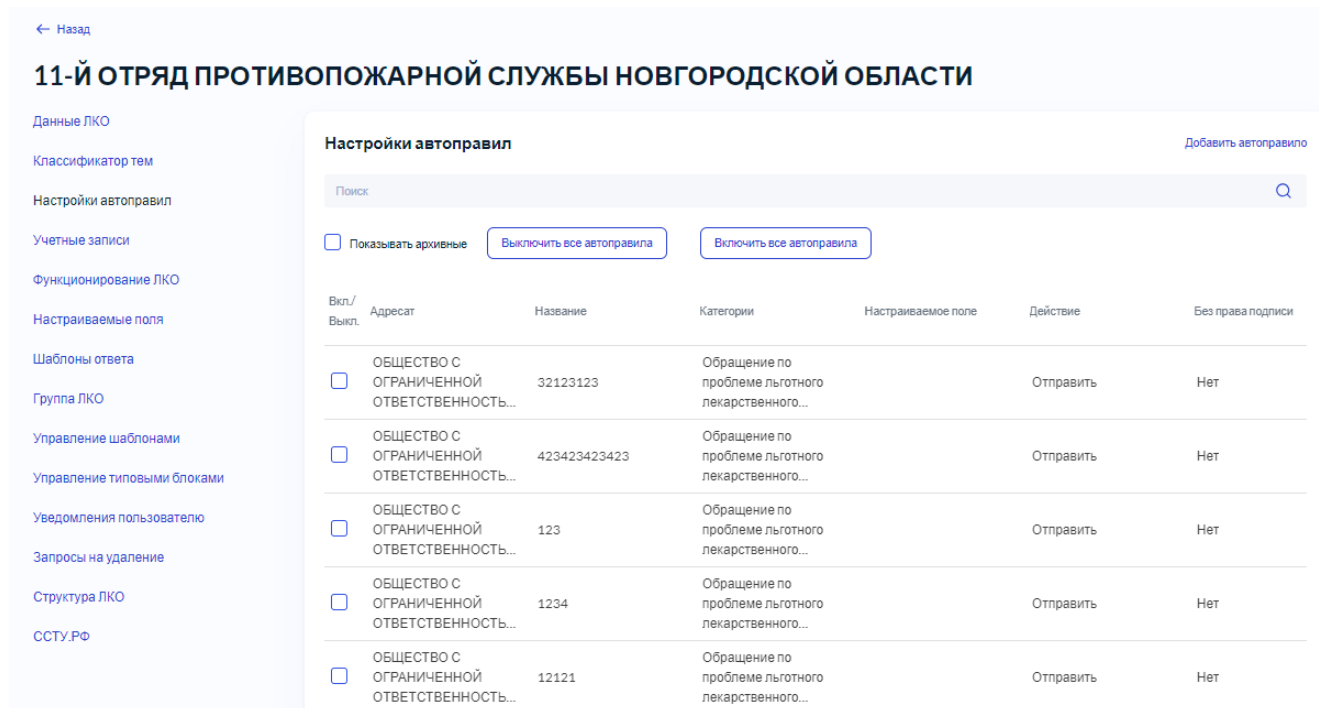 ← Назад
11-Й ОТРЯД ПРОТИВОПОЖАРНОЙ СЛУЖБЫ НОВГОРОДСКОЙ ОБЛАСТИ
Данные ЛКО
Классификатор тем
Настройки автоправил
Учетные записи
Функционирование ЛКО
Настраиваемые поля
Шаблоны ответа
Группа ЛКО
Управление шаблонами
Управление типовыми блоками
Уведомления пользователю
Запросы на удаление
Структура ЛКО
ССТУ.РФ
Настройки автоправил
Добавить автоправило
Поиск
Показывать архивные
Выключить все автоправила
Включить все автоправила
Вкл./
Выкл.
Адресат
Название
Категории
Настраиваемое поле
Действие
Без права подписи
ОБЩЕСТВО С
ОГРАНИЧЕННОЙ
ОТВЕТСТВЕННОСТЬ...
32123123
Обращение по
проблеме льготного
лекарственного...
Отправить
Нет
ОБЩЕСТВО С
ОГРАНИЧЕННОЙ
ОТВЕТСТВЕННОСТЬ...
423423423423
Обращение по
проблеме льготного
лекарственного...
Отправить
Нет
ОБЩЕСТВО С
ОГРАНИЧЕННОЙ
ОТВЕТСТВЕННОСТЬ...
123
Обращение по
проблеме льготного
лекарственного...
Отправить
Нет
ОБЩЕСТВО С
ОГРАНИЧЕННОЙ
ОТВЕТСТВЕННОСТЬ...
1234
Обращение по
проблеме льготного
лекарственного...
Отправить
Нет
ОБЩЕСТВО С
ОГРАНИЧЕННОЙ
ОТВЕТСТВЕННОСТЬ...
12121
Обращение по
проблеме льготного
лекарственного...
Отправить
Нет